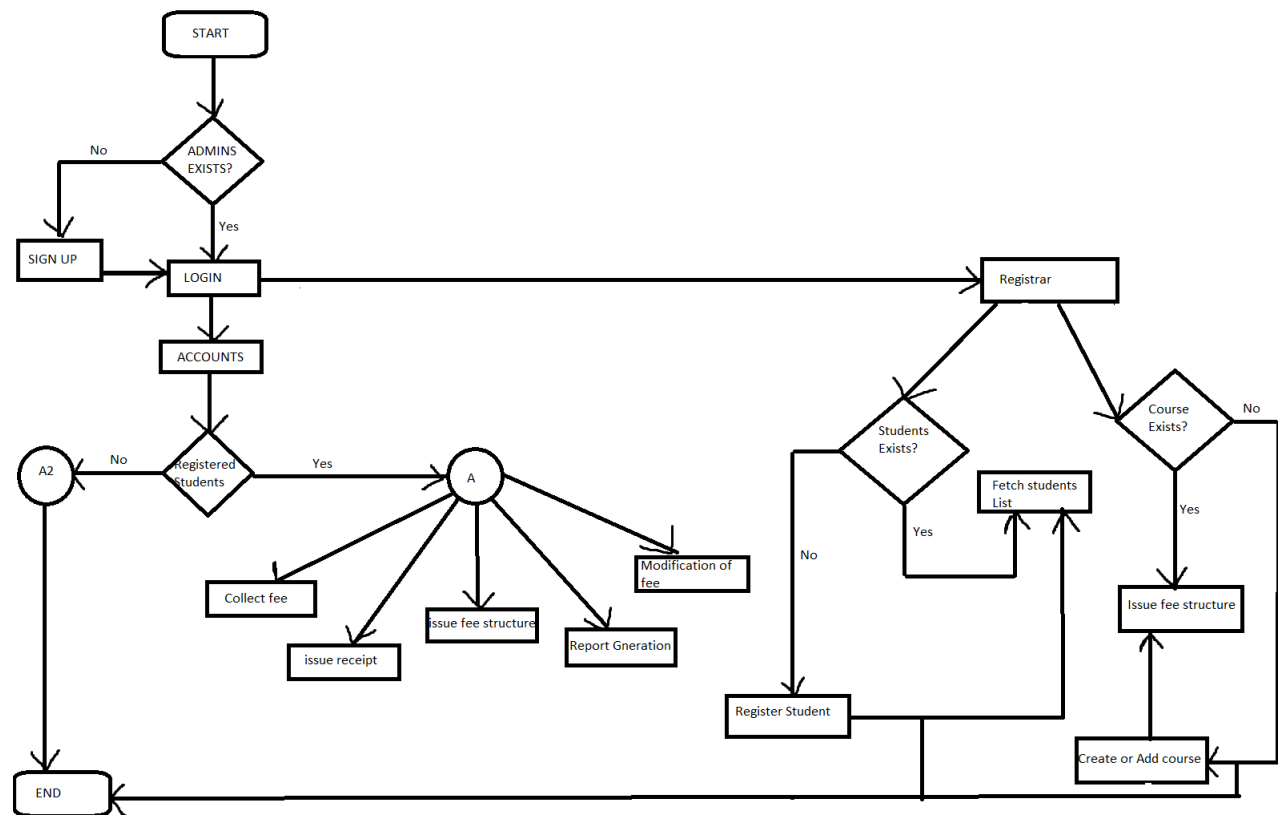 START
ADMINS
EXISTS?
No
Yes
SIGN UP
LOGIN
Registrar
ACCOUNTS
Registered
Students
No
A2
Yes
A
Collect fee
issue receipt
issue fee structure
Report Gneration
Modification of
fee
Students
Exists?
No
Yes
Fetch students
List
Course
Exists?
No
Yes
Issue fee structure
Register Student
Create or Add course
END